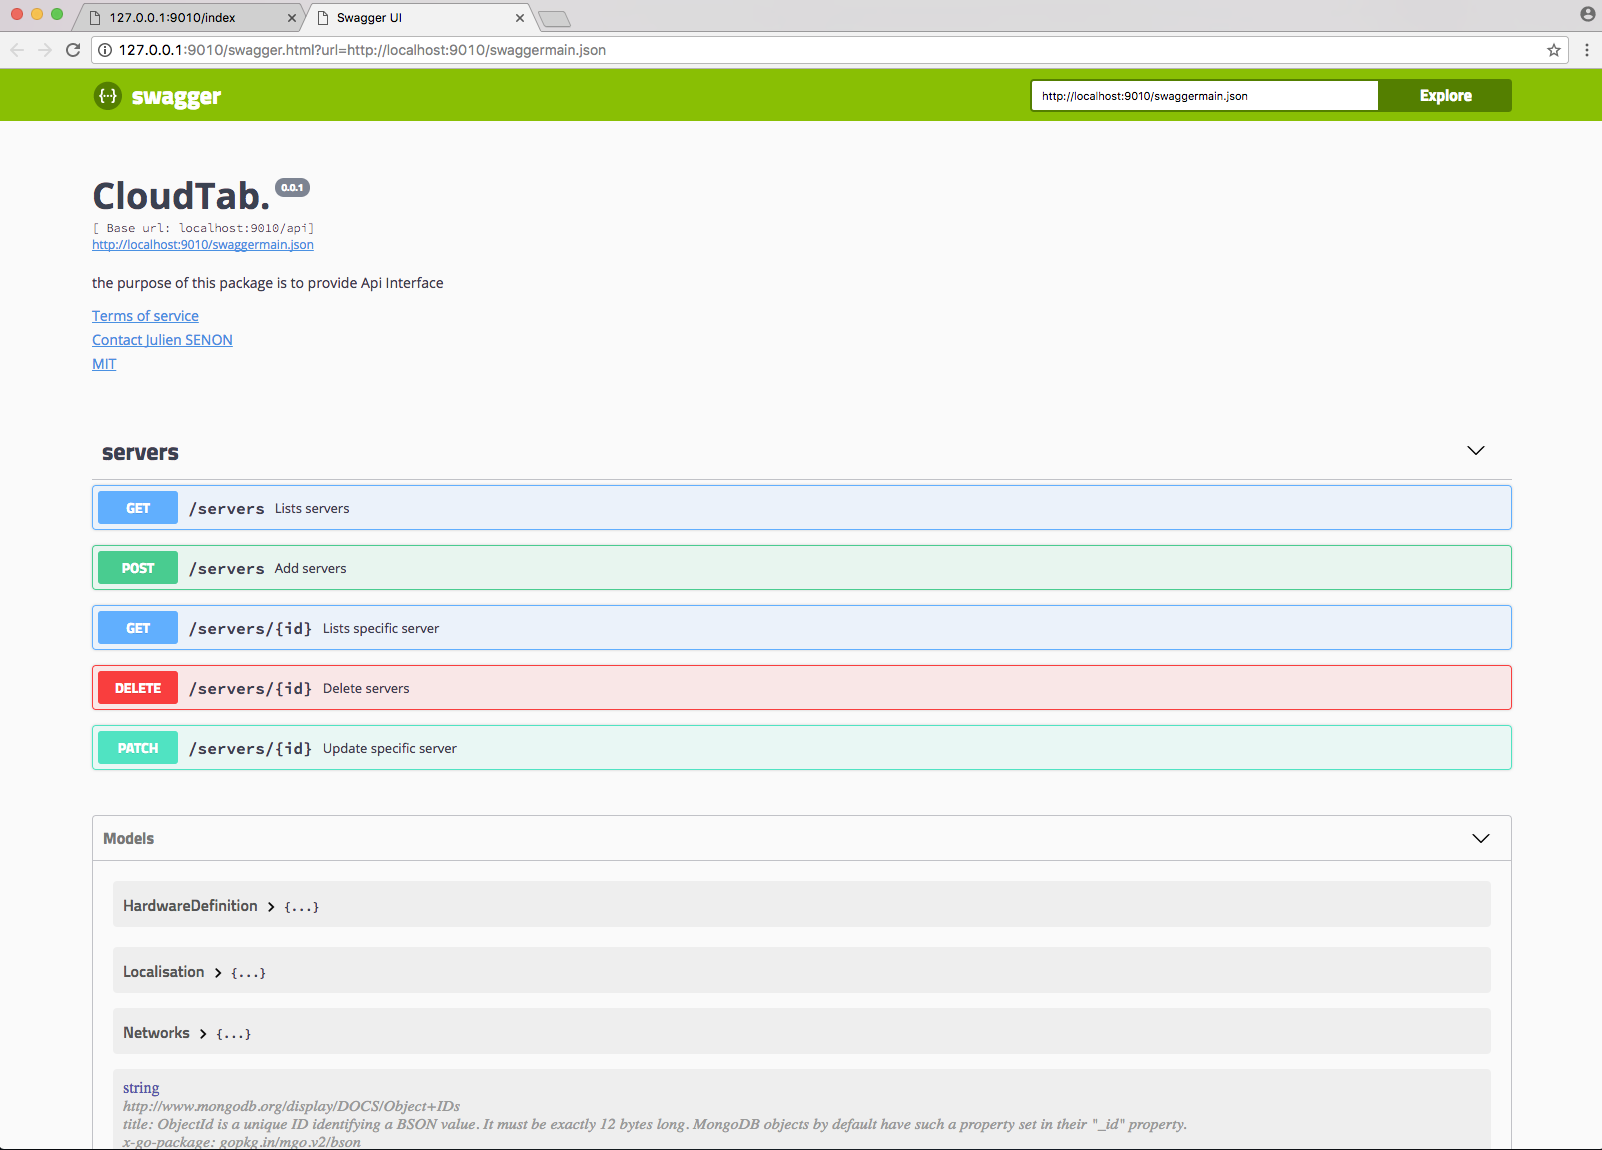 127.0.0.1:9010/index
Swagger UI
127.0.0.1:9010/swagger.html?url=http://localhost:9010/swaggermain.json
{···} swagger
http://localhost:9010/swaggermain.json
Explore
CloudTab. 0.0.1
[ Base url: localhost:9010/api]
http://localhost:9010/swaggermain.json
the purpose of this package is to provide Api Interface
Terms of service
Contact Julien SENON
MIT
servers
GET /servers Lists servers
POST /servers Add servers
GET /servers/{id} Lists specific server
DELETE /servers/{id} Delete servers
PATCH /servers/{id} Update specific server
Models
HardwareDefinition > {...}
Localisation > {...}
Networks > {...}
string
http://www.mongodb.org/display/DOCS/Object+IDs
title: ObjectId is a unique ID identifying a BSON value. It must be exactly 12 bytes long. MongoDB objects by default have such a property set in their "_id" property.
x-go-package: gopkg.in/mgo.v2/bson